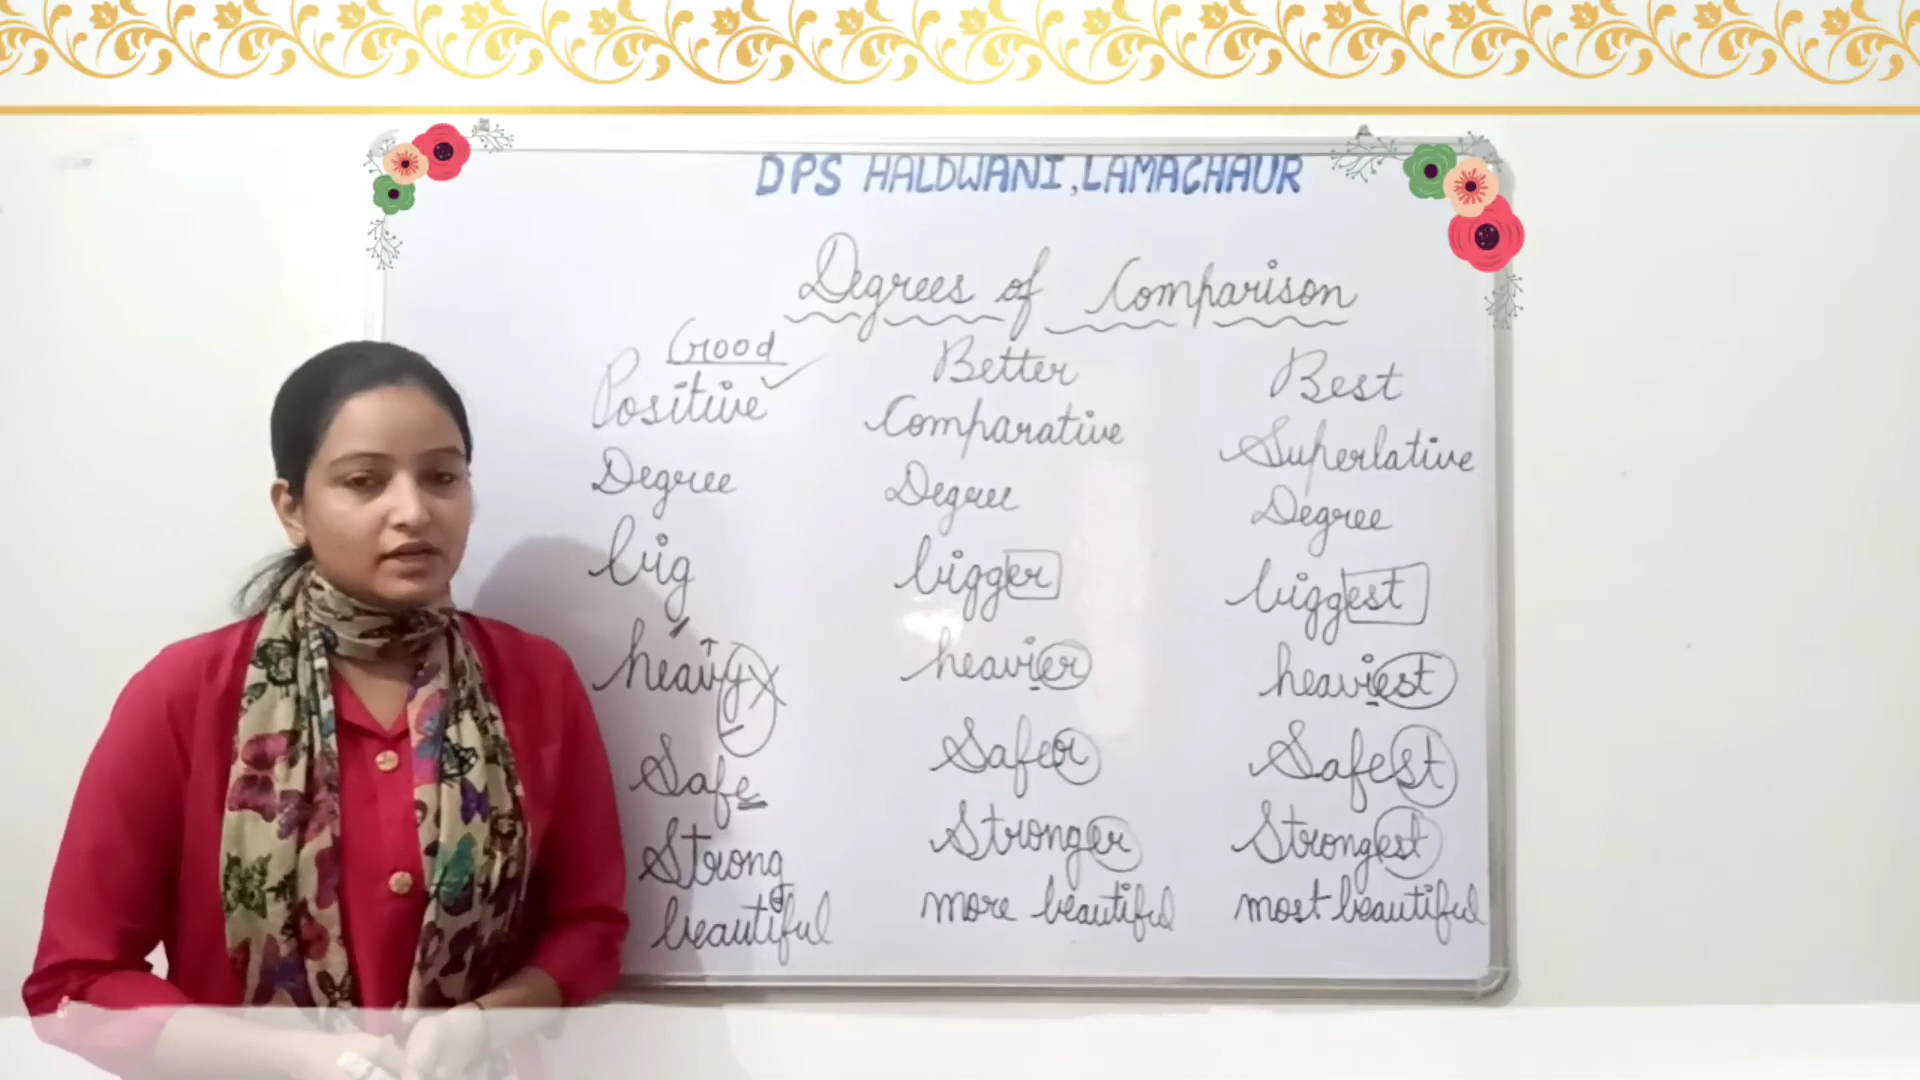 DPS HALDWANI, LAMACHAUR
Degrees of Comparison
Good Better Best
Positive Comparative Superlative
Degree Degree Degree
big bigger biggest
heavy heavier heaviest
Safe Safer Safest
Strong Stronger Strongest
beautiful more beautiful most beautiful